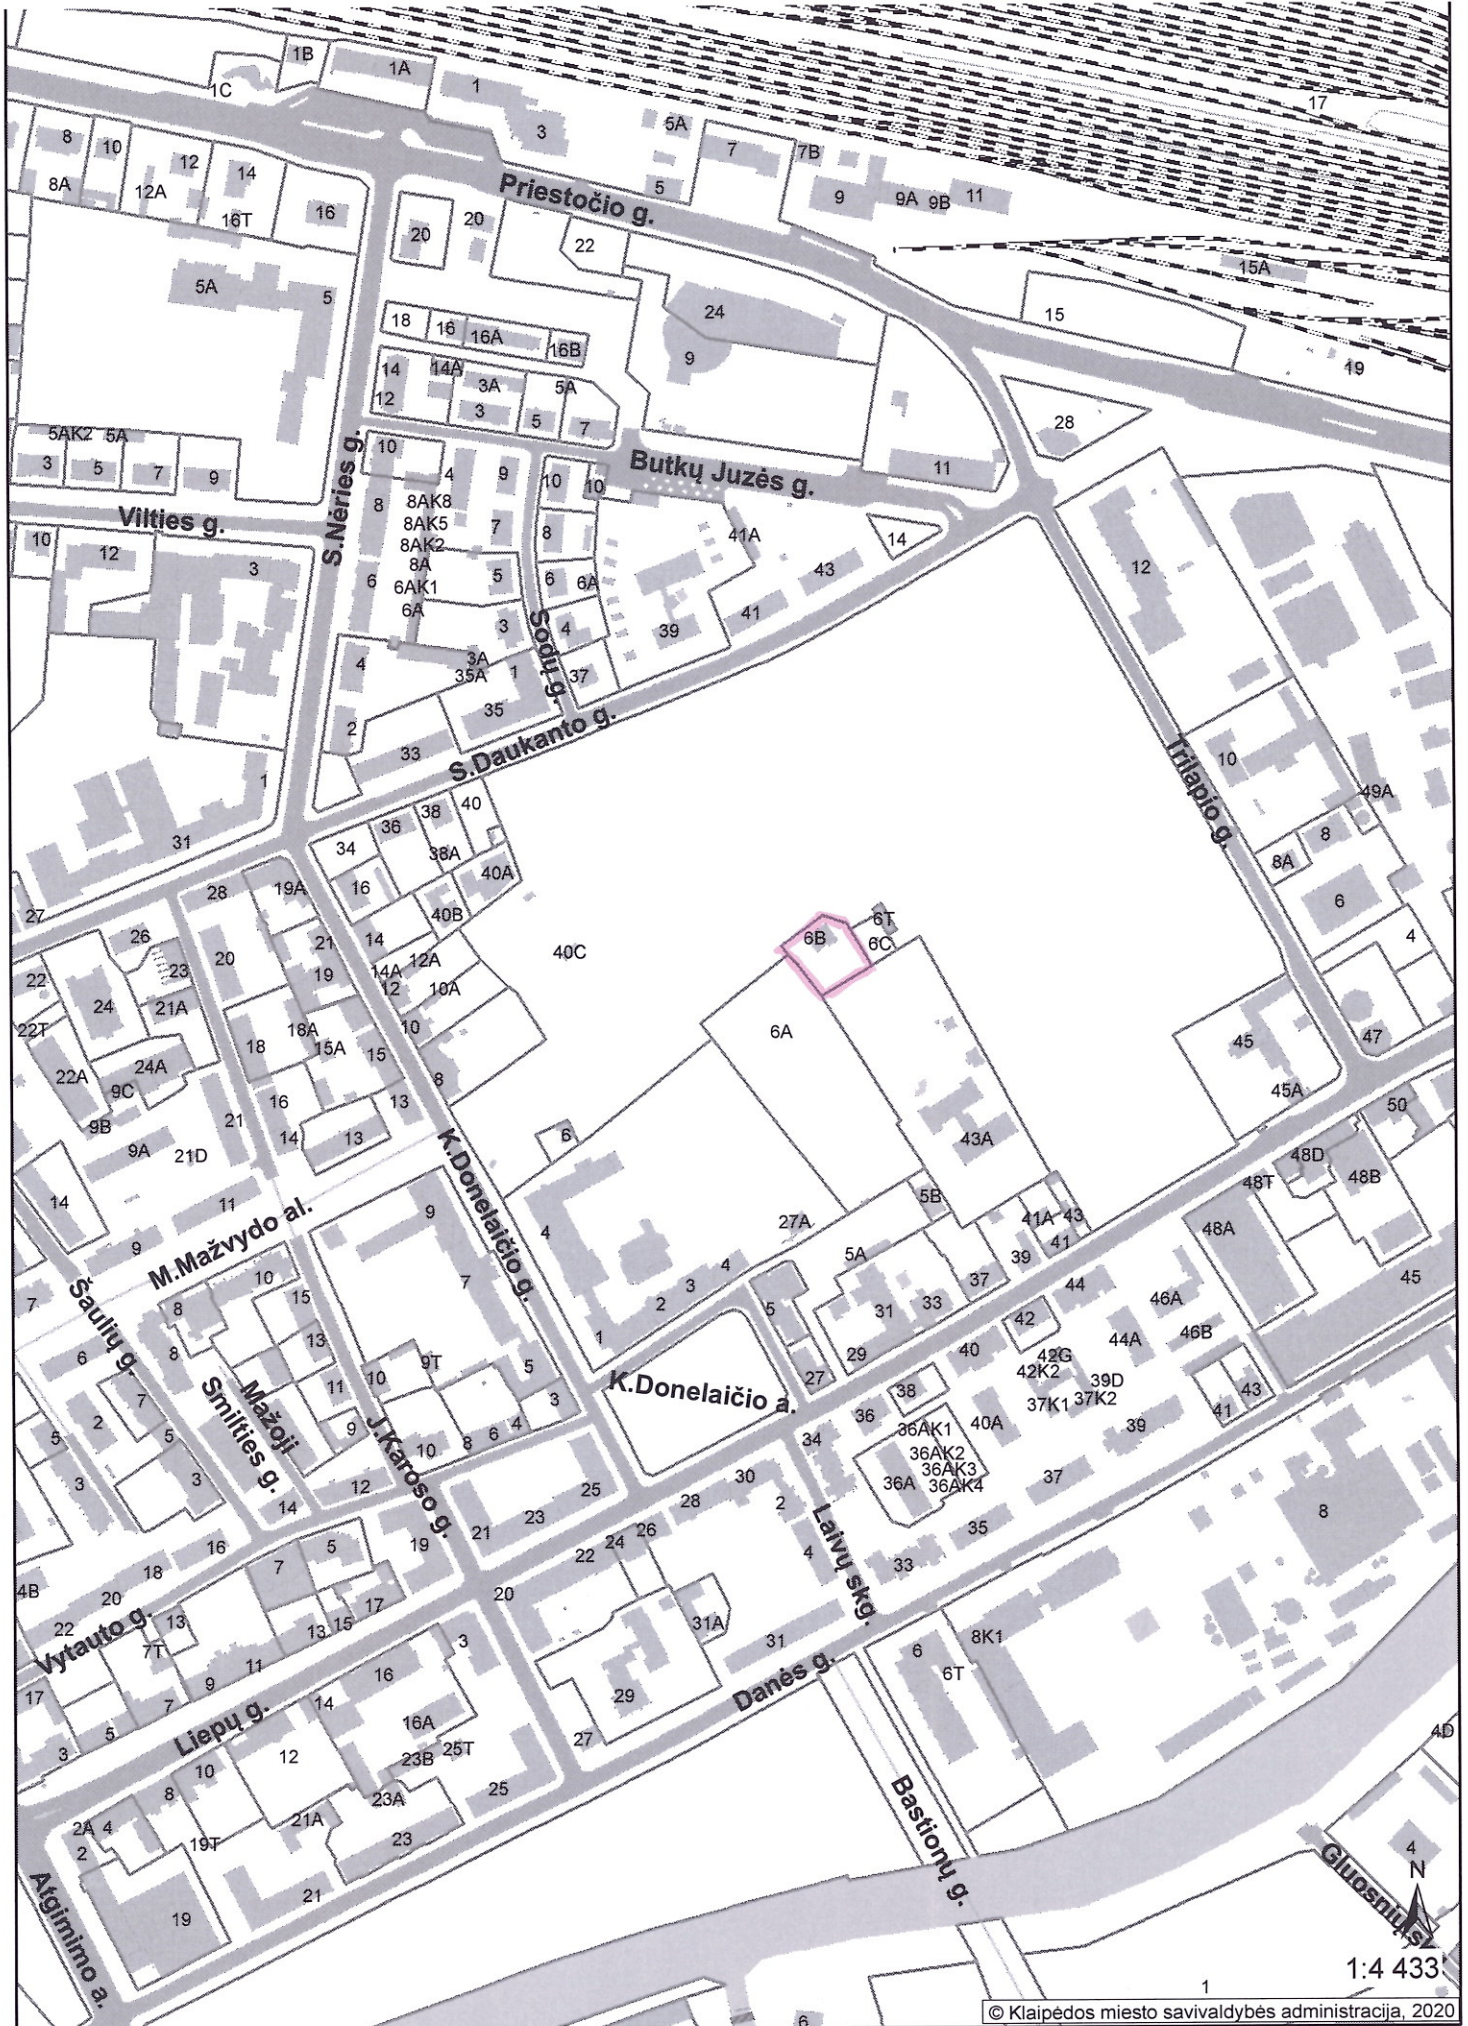 1B
1A
1
1C
3
17
5A
7
7B
8
10
12
14
8A
12A
5
9
9A
9B
11
Priestočio g.
16T
16
20
20
22
15A
5A
5
24
15
18
16
16A
16B
9
19
14
14A
3A
5A
12
3
5
7
28
5AK2
5A
10
Butkų Juzės g.
11
3
5
7
9
S.Nėries g.
4
9
10
10
8
8AK8
Vilties g.
8AK5
7
8
41A
14
10
12
8AK2
3
8A
43
12
6
6AK1
5
6
6A
6A
41
3
4
39
Sodų g.
4
3A
35A
1
37
35
2
S.Daukanto g.
33
Trilapio g.
10
1
49A
40
38
36
31
34
38A
8
8A
40A
28
19A
16
6
27
40B
6T
26
21
14
6B
6C
4
20
12A
40C
22
23
19
14A
12
10A
24
21A
22T
18A
10
6A
18
15A
15
45
47
24A
22A
9C
8
45A
16
13
50
9B
21
6
14
13
43A
9A
21D
K.Donelaičio g.
48D
48B
48T
14
11
5B
M.Mažvydo al.
9
27A
41A
43
48A
4
9
5A
41
39
10
4
7
37
44
45
Šaulių g.
7
8
15
3
46A
2
5
31
33
42
6
8
13
1
44A
46B
9T
29
40
5
42G
42K2
10
27
39D
K.Donelaičio a.
7
11
38
37K2
43
37K1
Mažoji
Smilties g.
3
2
36
40A
41
5
5
9
4
36AK1
39
J.Karoso g.
6
8
34
10
36AK2
3
3
36AK3
12
30
36A
36AK4
37
25
28
2
14
23
8
Laivų skg.
21
26
35
16
5
19
24
4
7
22
33
18
4B
20
20
22
13
17
Vytauto g.
15
31A
13
7T
3
31
8K1
6
11
6T
9
16
Danės g.
17
7
14
29
5
Liepų g.
16A
27
3
12
23B
25T
4D
10
8
23A
25
Bastionų g.
21A
2A
4
23
19T
2
4
Gluosnių sk
N
21
Atgimimo a.
19
1:4 433
1
6
© Klaipėdos miesto savivaldybės administracija, 2020